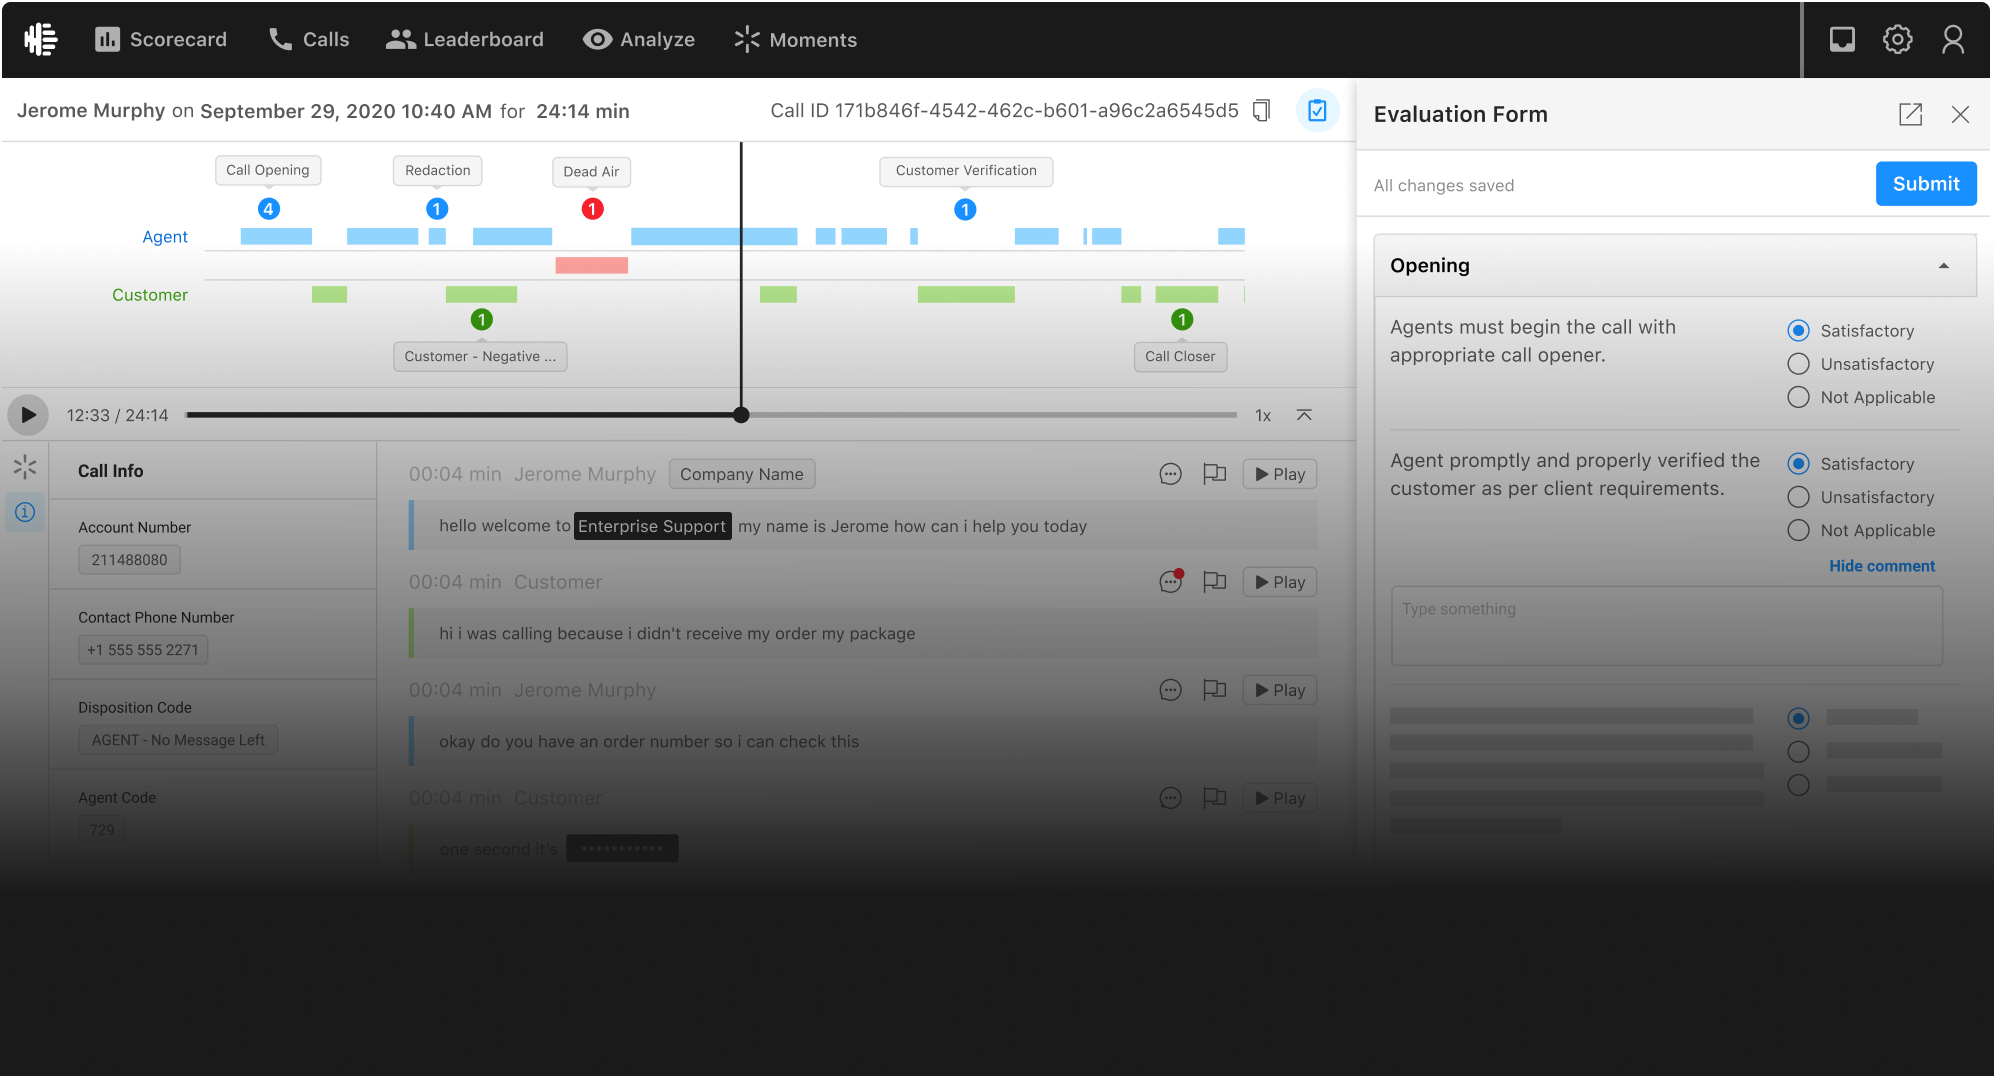 Scorecard Calls Leaderboard Analyze Moments
Jerome Murphy on September 29, 2020 10:40 AM for 24:14 min
Call ID 171b846f-4542-462c-b601-a96c2a6545d5
Call Opening Redaction Dead Air Customer Verification
4 1 1 1
Agent
Customer
1 1
Customer - Negative ... Call Closer
12:33 / 24:14 1x
Call Info
Account Number
211488080
Contact Phone Number
+1 555 555 2271
Disposition Code
AGENT - No Message Left
Agent Code
729
00:04 min Jerome Murphy Company Name Play
hello welcome to Enterprise Support my name is Jerome how can i help you today
00:04 min Customer Play
hi i was calling because i didn't receive my order my package
00:04 min Jerome Murphy Play
okay do you have an order number so i can check this
00:04 min Customer Play
one second it's ***********
Evaluation Form
All changes saved Submit
Opening
Agents must begin the call with
appropriate call opener.
Satisfactory
Unsatisfactory
Not Applicable
Agent promptly and properly verified the
customer as per client requirements.
Satisfactory
Unsatisfactory
Not Applicable
Hide comment
Type something